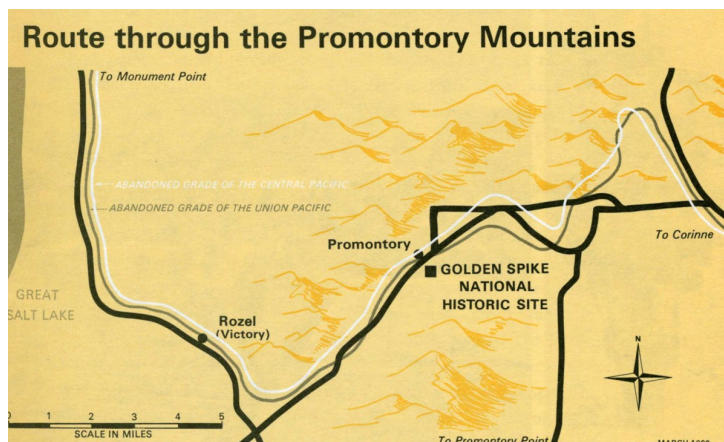 Route through the Promontory Mountains
To Monument Point
ABANDONED GRADE OF THE CENTRAL PACIFIC
ABANDONED GRADE OF THE UNION PACIFIC
To Corinne
Promontory
GOLDEN SPIKE
NATIONAL
HISTORIC SITE
GREAT
SALT LAKE
Rozel
(Victory)
N
0 1 2 3 4 5
SCALE IN MILES
To Promontory Point
MARCH 1969